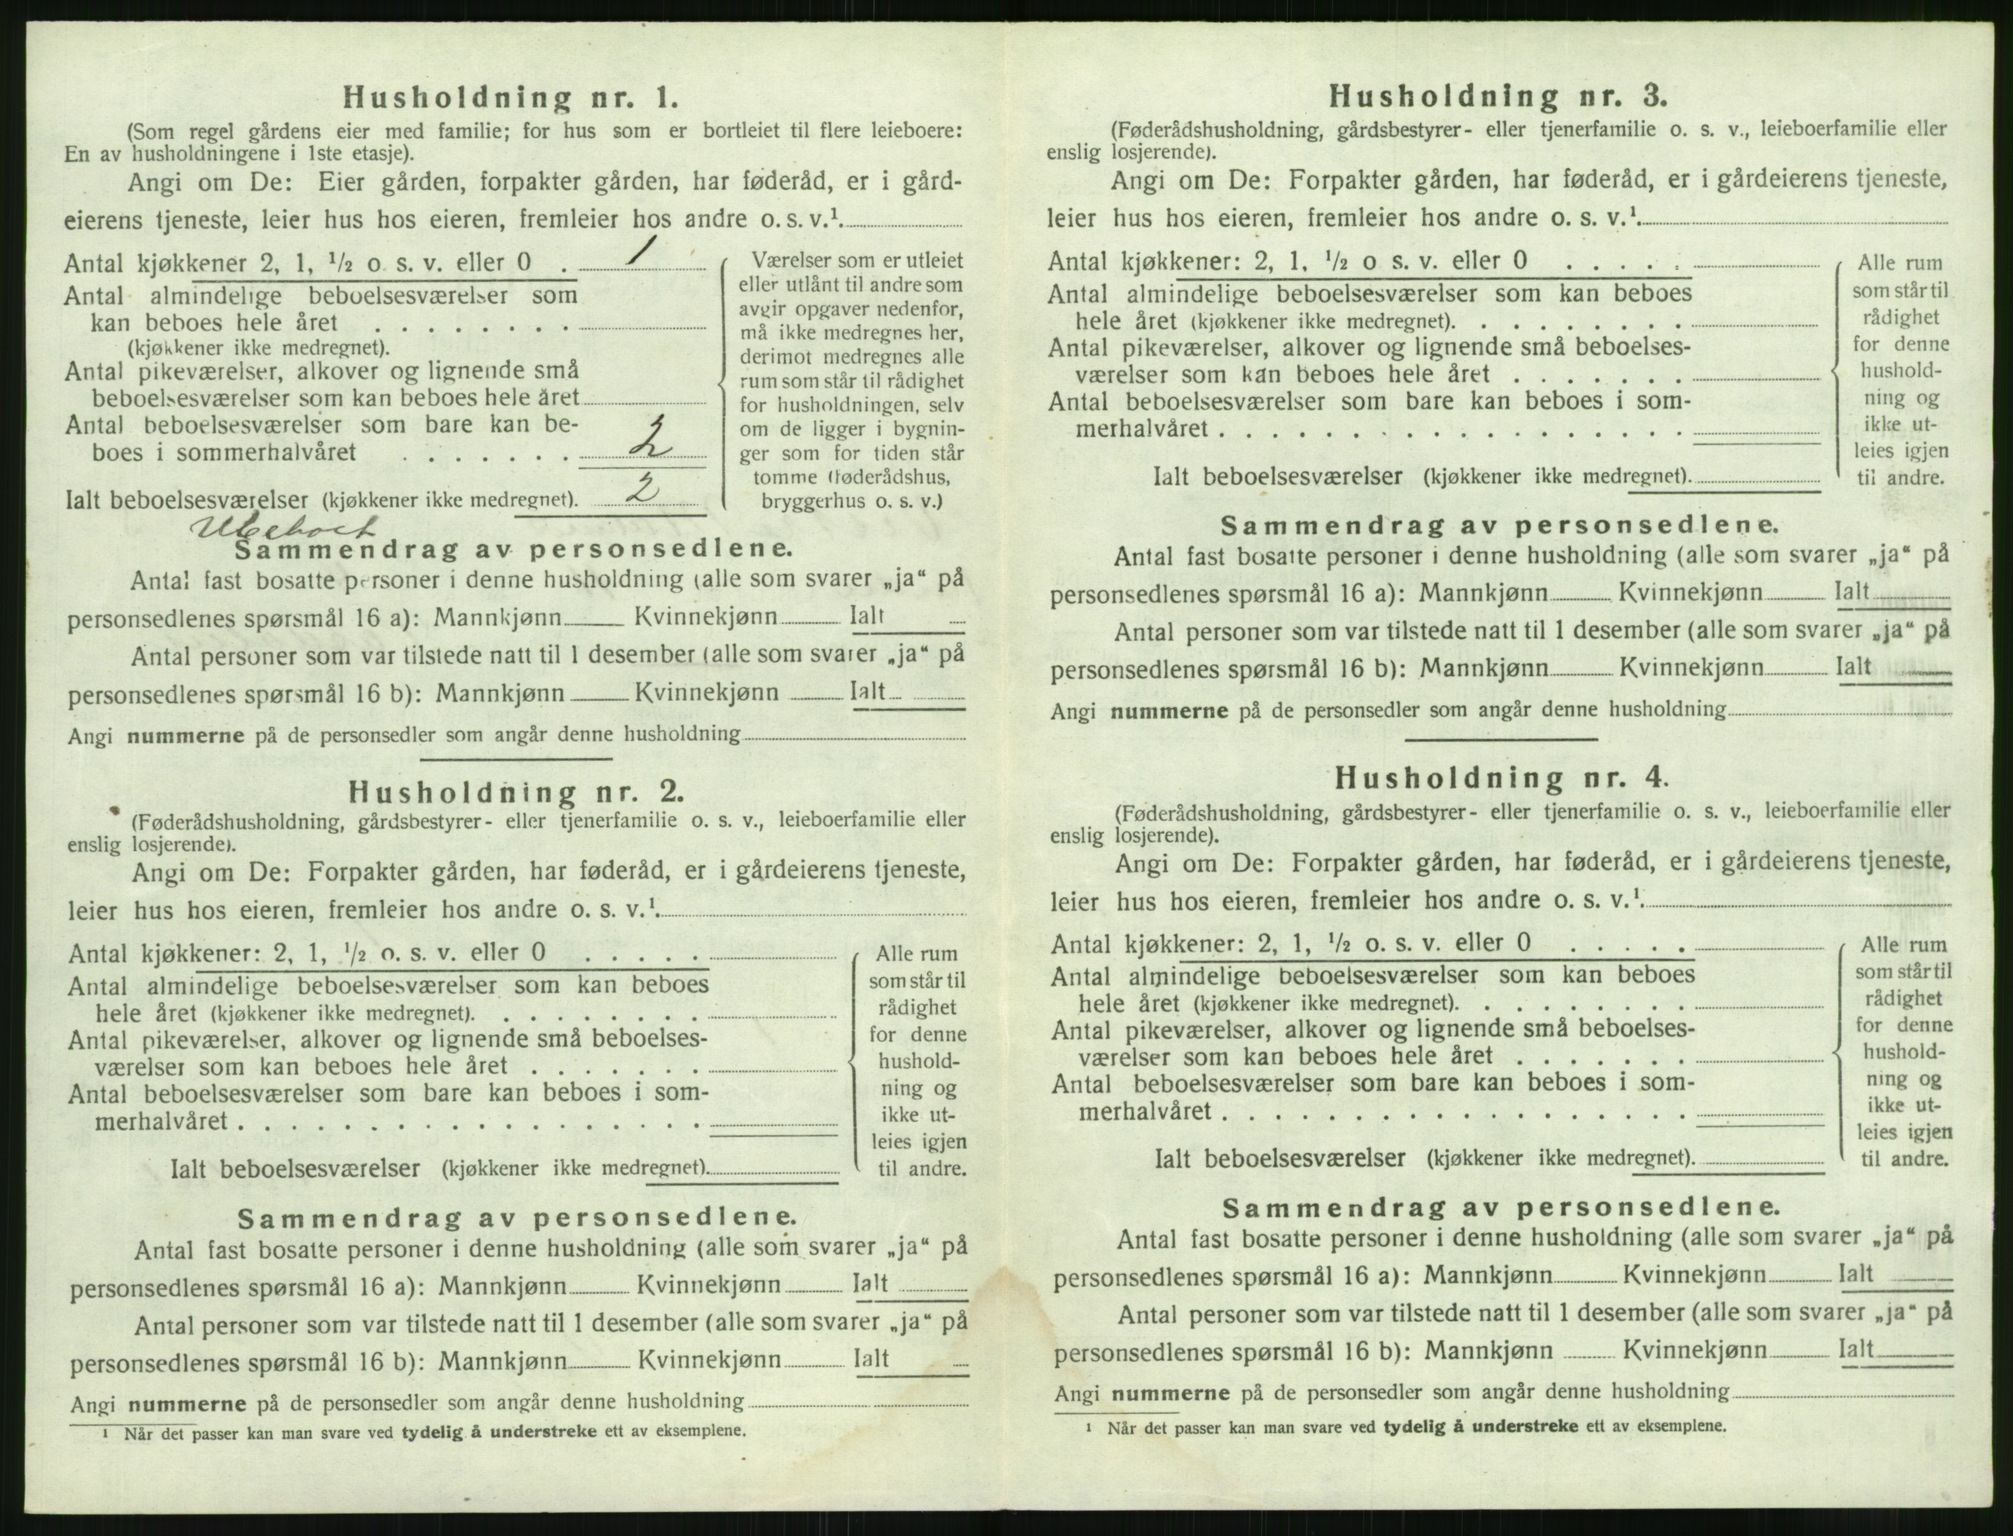 Husholdning nr. 1.
(Som regel gårdens eier med familie; for hus som er bortleiet til flere leieboere:
En av husholdningene i 1ste etasje).
Angi om De: Eier gården, forpakter gården, har føderåd, er i gård-
eierens tjeneste, leier hus hos eieren, fremleier hos andre o. s. v.¹.
Antal kjøkkener 2, 1, ½ o. s. v. eller 0 . 1
Antal almindelige beboelsesværelser som
kan beboes hele året . . . . . . . .
(kjøkkener ikke medregnet).
Antal pikeværelser, alkover og lignende små
beboelsesværelser som kan beboes hele året
Antal beboelsesværelser som bare kan be-
boes i sommerhalvåret . . . . . . . 2
Ialt beboelsesværelser (kjøkkener ikke medregnet). 2
Værelser som er utleiet
eller utlånt til andre som
avgir opgaver nedenfor,
må ikke medregnes her,
derimot medregnes alle
rum som står til rådighet
for husholdningen, selv
om de ligger i bygnin-
ger som for tiden står
tomme (føderådshus,
bryggerhus o. s. v.)
Ubeboet
Sammendrag av personsedlene.
Antal fast bosatte personer i denne husholdning (alle som svarer „ja“ på
personsedlenes spørsmål 16 a): Mannkjønn Kvinnekjønn Ialt
Antal personer som var tilstede natt til 1 desember (alle som svarer „ja“ på
personsedlenes spørsmål 16 b): Mannkjønn Kvinnekjønn Ialt
Angi nummerne på de personsedler som angår denne husholdning
Husholdning nr. 2.
(Føderådshusholdning, gårdsbestyrer- eller tjenerfamilie o. s. v., leieboerfamilie eller
enslig losjerende).
Angi om De: Forpakter gården, har føderåd, er i gårdeierens tjeneste,
leier hus hos eieren, fremleier hos andre o. s. v.¹.
Antal kjøkkener: 2, 1, ½ o. s. v. eller 0 . . . . .
Antal almindelige beboelsesværelser som kan beboes
hele året (kjøkkener ikke medregnet). . . . . . . .
Antal pikeværelser, alkover og lignende små beboelses-
værelser som kan beboes hele året . . . . . . .
Antal beboelsesværelser som bare kan beboes i som-
merhalvåret . . . . . . . . . . . . . . . . . .
Ialt beboelsesværelser (kjøkkener ikke medregnet).
Alle rum
som står til
rådighet
for denne
hushold-
ning og
ikke ut-
leies igjen
til andre.
Sammendrag av personsedlene.
Antal fast bosatte personer i denne husholdning (alle som svarer „ja“ på
personsedlenes spørsmål 16 a): Mannkjønn Kvinnekjønn Ialt
Antal personer som var tilstede natt til 1 desember (alle som svarer „ja“ på
personsedlenes spørsmål 16 b): Mannkjønn Kvinnekjønn Ialt
Angi nummerne på de personsedler som angår denne husholdning
¹ Når det passer kan man svare ved tydelig å understreke ett av eksemplene.
Husholdning nr. 3.
(Føderådshusholdning, gårdsbestyrer- eller tjenerfamilie o. s. v., leieboerfamilie eller
enslig losjerende).
Angi om De: Forpakter gården, har føderåd, er i gårdeierens tjeneste,
leier hus hos eieren, fremleier hos andre o. s. v.¹.
Antal kjøkkener: 2, 1, ½ o s. v. eller 0 . . . . .
Antal almindelige beboelsesværelser som kan beboes
hele året (kjøkkener ikke medregnet). . . . . . . .
Antal pikeværelser, alkover og lignende små beboelses-
værelser som kan beboes hele året . . . . . . .
Antal beboelsesværelser som bare kan beboes i som-
merhalvåret . . . . . . . . . . . . . . . . . .
Ialt beboelsesværelser (kjøkkener ikke medregnet).
Alle rum
som står til
rådighet
for denne
hushold-
ning og
ikke ut-
leies igjen
til andre.
Sammendrag av personsedlene.
Antal fast bosatte personer i denne husholdning (alle som svarer „ja“ på
personsedlenes spørsmål 16 a): Mannkjønn Kvinnekjønn Ialt
Antal personer som var tilstede natt til 1 desember (alle som svarer „ja“ på
personsedlenes spørsmål 16 b): Mannkjønn Kvinnekjønn Ialt
Angi nummerne på de personsedler som angår denne husholdning
Husholdning nr. 4.
(Føderådshusholdning, gårdsbestyrer- eller tjenerfamilie o. s. v., leieboerfamilie eller
enslig losjerende).
Angi om De: Forpakter gården, har føderåd, er i gårdeierens tjeneste,
leier hus hos eieren, fremleier hos andre o. s. v.¹.
Antal kjøkkener: 2, 1, ½ o. s. v. eller 0 . . . . .
Antal almindelige beboelsesværelser som kan beboes
hele året (kjøkkener ikke medregnet). . . . . . . .
Antal pikeværelser, alkover og lignende små beboelses-
værelser som kan beboes hele året . . . . . . .
Antal beboelsesværelser som bare kan beboes i som-
merhalvåret . . . . . . . . . . . . . . . . . .
Ialt beboelsesværelser (kjøkkener ikke medregnet).
Alle rum
som står til
rådighet
for denne
hushold-
ning og
ikke ut-
leies igjen
til andre.
Sammendrag av personsedlene.
Antal fast bosatte personer i denne husholdning (alle som svarer „ja“ på
personsedlenes spørsmål 16 a): Mannkjønn Kvinnekjønn Ialt
Antal personer som var tilstede natt til 1 desember (alle som svarer „ja“ på
personsedlenes spørsmål 16 b): Mannkjønn Kvinnekjønn Ialt
Angi nummerne på de personsedler som angår denne husholdning
¹ Når det passer kan man svare ved tydelig å understreke ett av eksemplene.